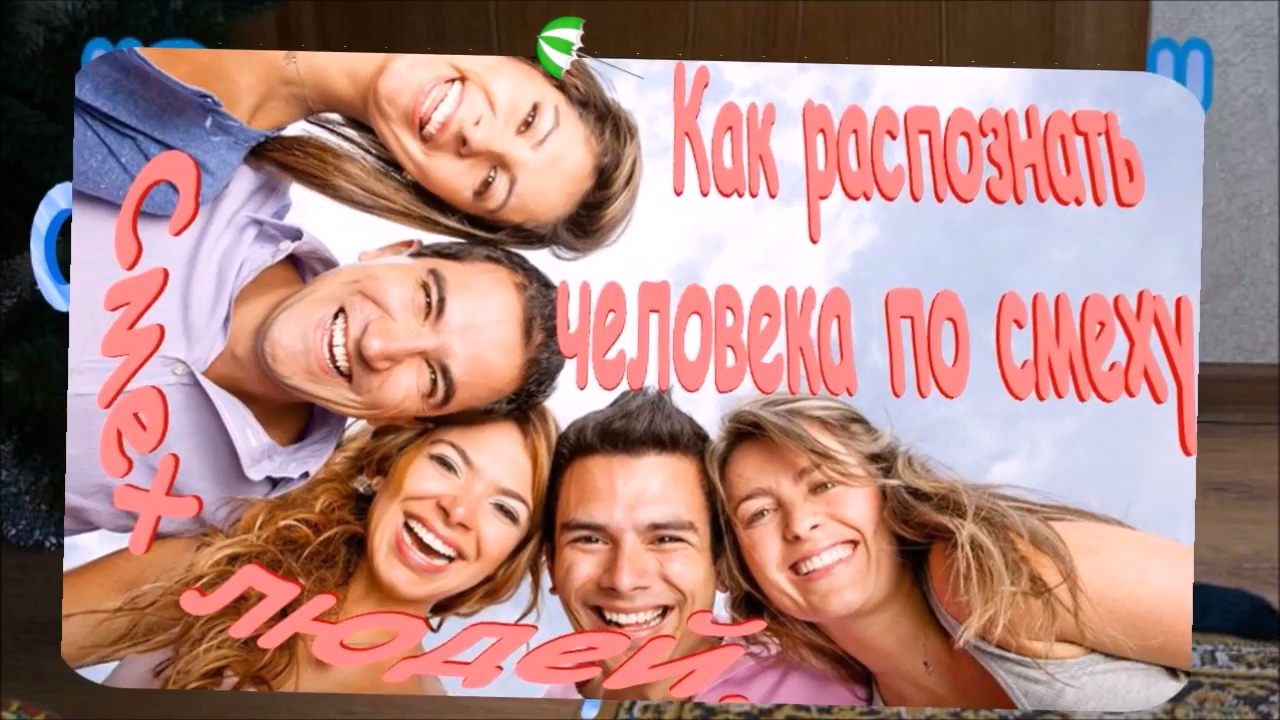 Как распознать
человека по смеху
Смех
людей.